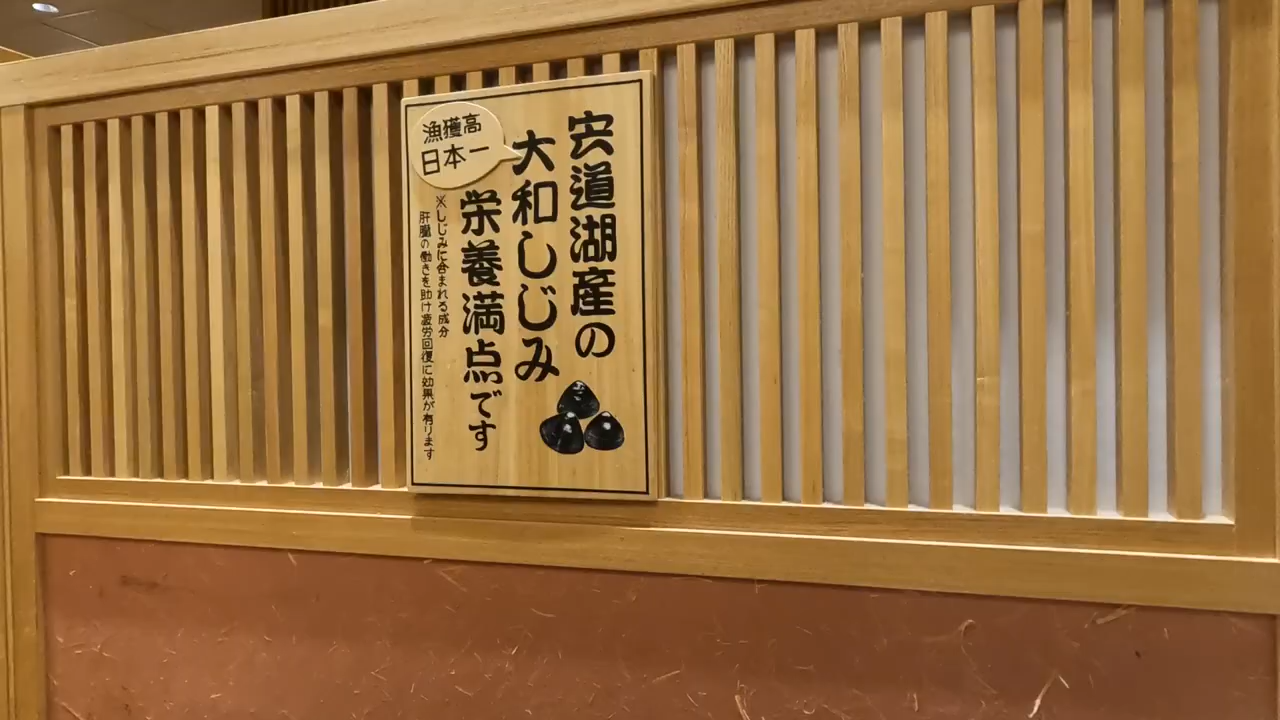 宍道湖産の
大和しじみ
漁獲高
日本一
栄養満点です
※しじみに含まれる成分
肝臓の働きを助け疲労回復に効果が有ります